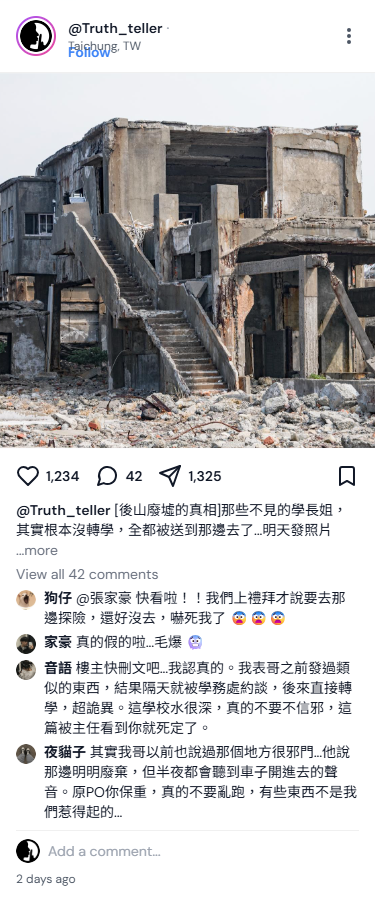 @Truth_teller ·
Taichung, TW
Follow
1,234 42 1,325
@Truth_teller [後山廢墟的真相]那些不見的學長姐，
其實根本沒轉學，全都被送到那邊去了...明天發照片
...more
View all 42 comments
狗仔 @張家豪 快看啦！！我們上禮拜才說要去那
邊探險，還好沒去，嚇死我了 😨 😨 😨
家豪 真的假的啦...毛爆 😨
音語 樓主快刪文吧...我認真的。我表哥之前發過類
似的東西，結果隔天就被學務處約談，後來直接轉
學，超詭異。這學校水很深，真的不要不信邪，這
篇被主任看到你就死定了。
夜貓子 其實我哥以前也說過那個地方很邪門...他說
那邊明明廢棄，但半夜都會聽到車子開進去的聲
音。原PO你保重，真的不要亂跑，有些東西不是我
們惹得起的...
Add a comment...
2 days ago